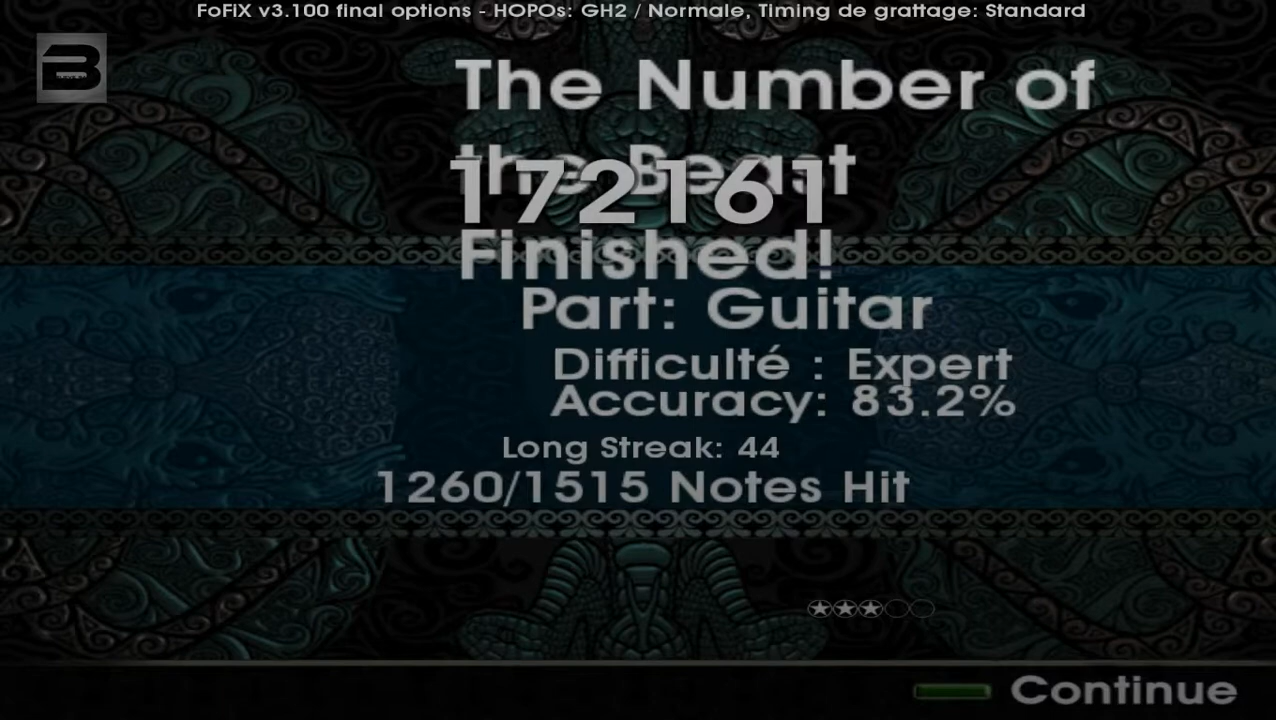 FoFiX v3.100 final options - HOPOs: GH2 / Normale, Timing de grattage: Standard
The Number of
the Beast
172161
Finished!
Part: Guitar
Difficulté : Expert
Accuracy: 83.2%
Long Streak: 44
1260/1515 Notes Hit
Continue